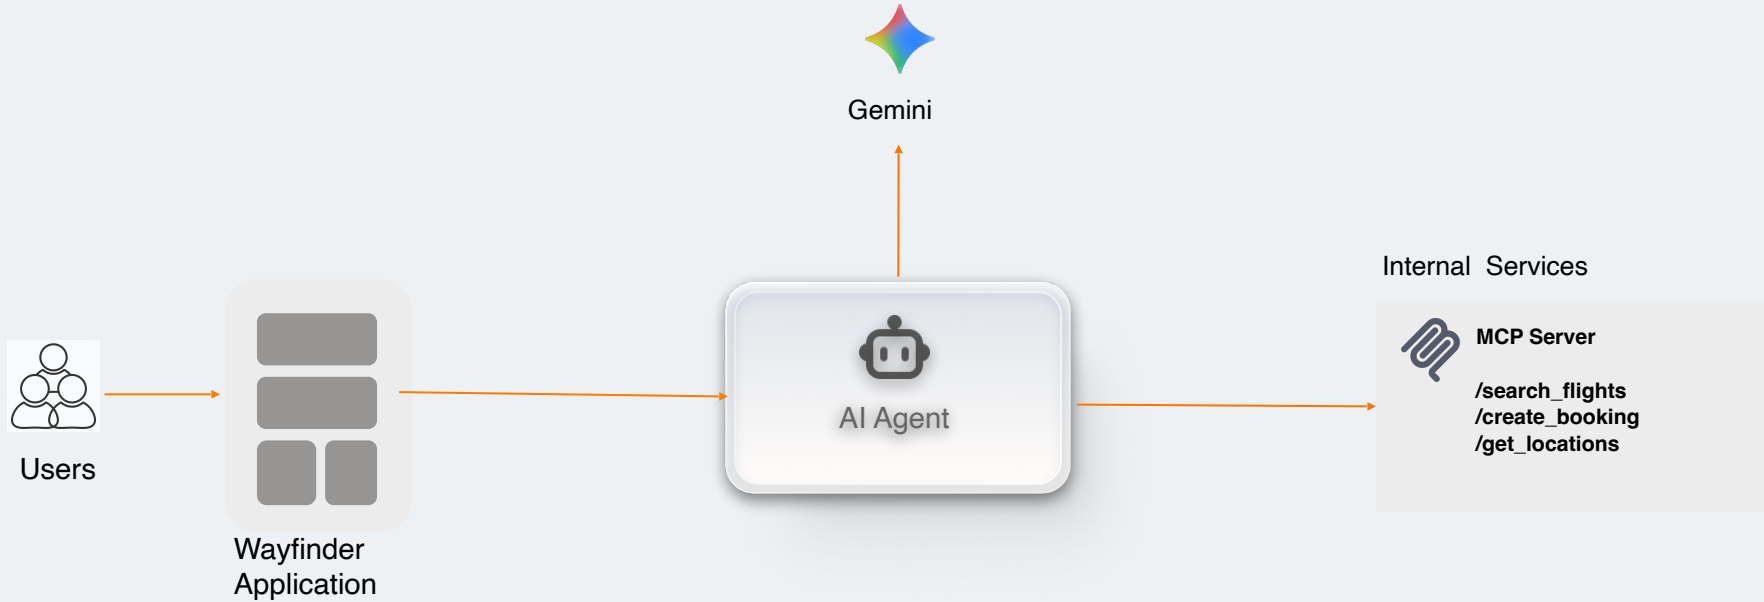 Gemini
Internal Services
MCP Server
/search_flights
/create_booking
/get_locations
AI Agent
Users
Wayfinder
Application